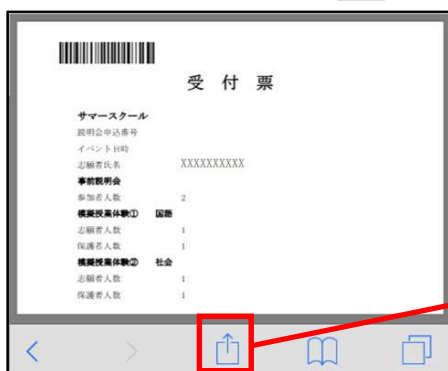 受付票
サマースクール
説明会申込番号
イベント日時
志願者氏名 XXXXXXXXXX
事前説明会
参加者人数 2
模擬授業体験① 国語
志願者人数 1
保護者人数 1
模擬授業体験② 社会
志願者人数 1
保護者人数 1